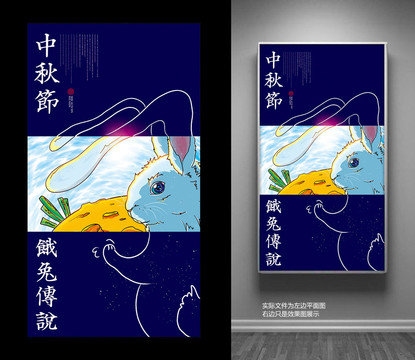 中秋節
餓兔傳說
中秋節
餓兔傳說
实际文件为左边平面图
右边只是效果图展示